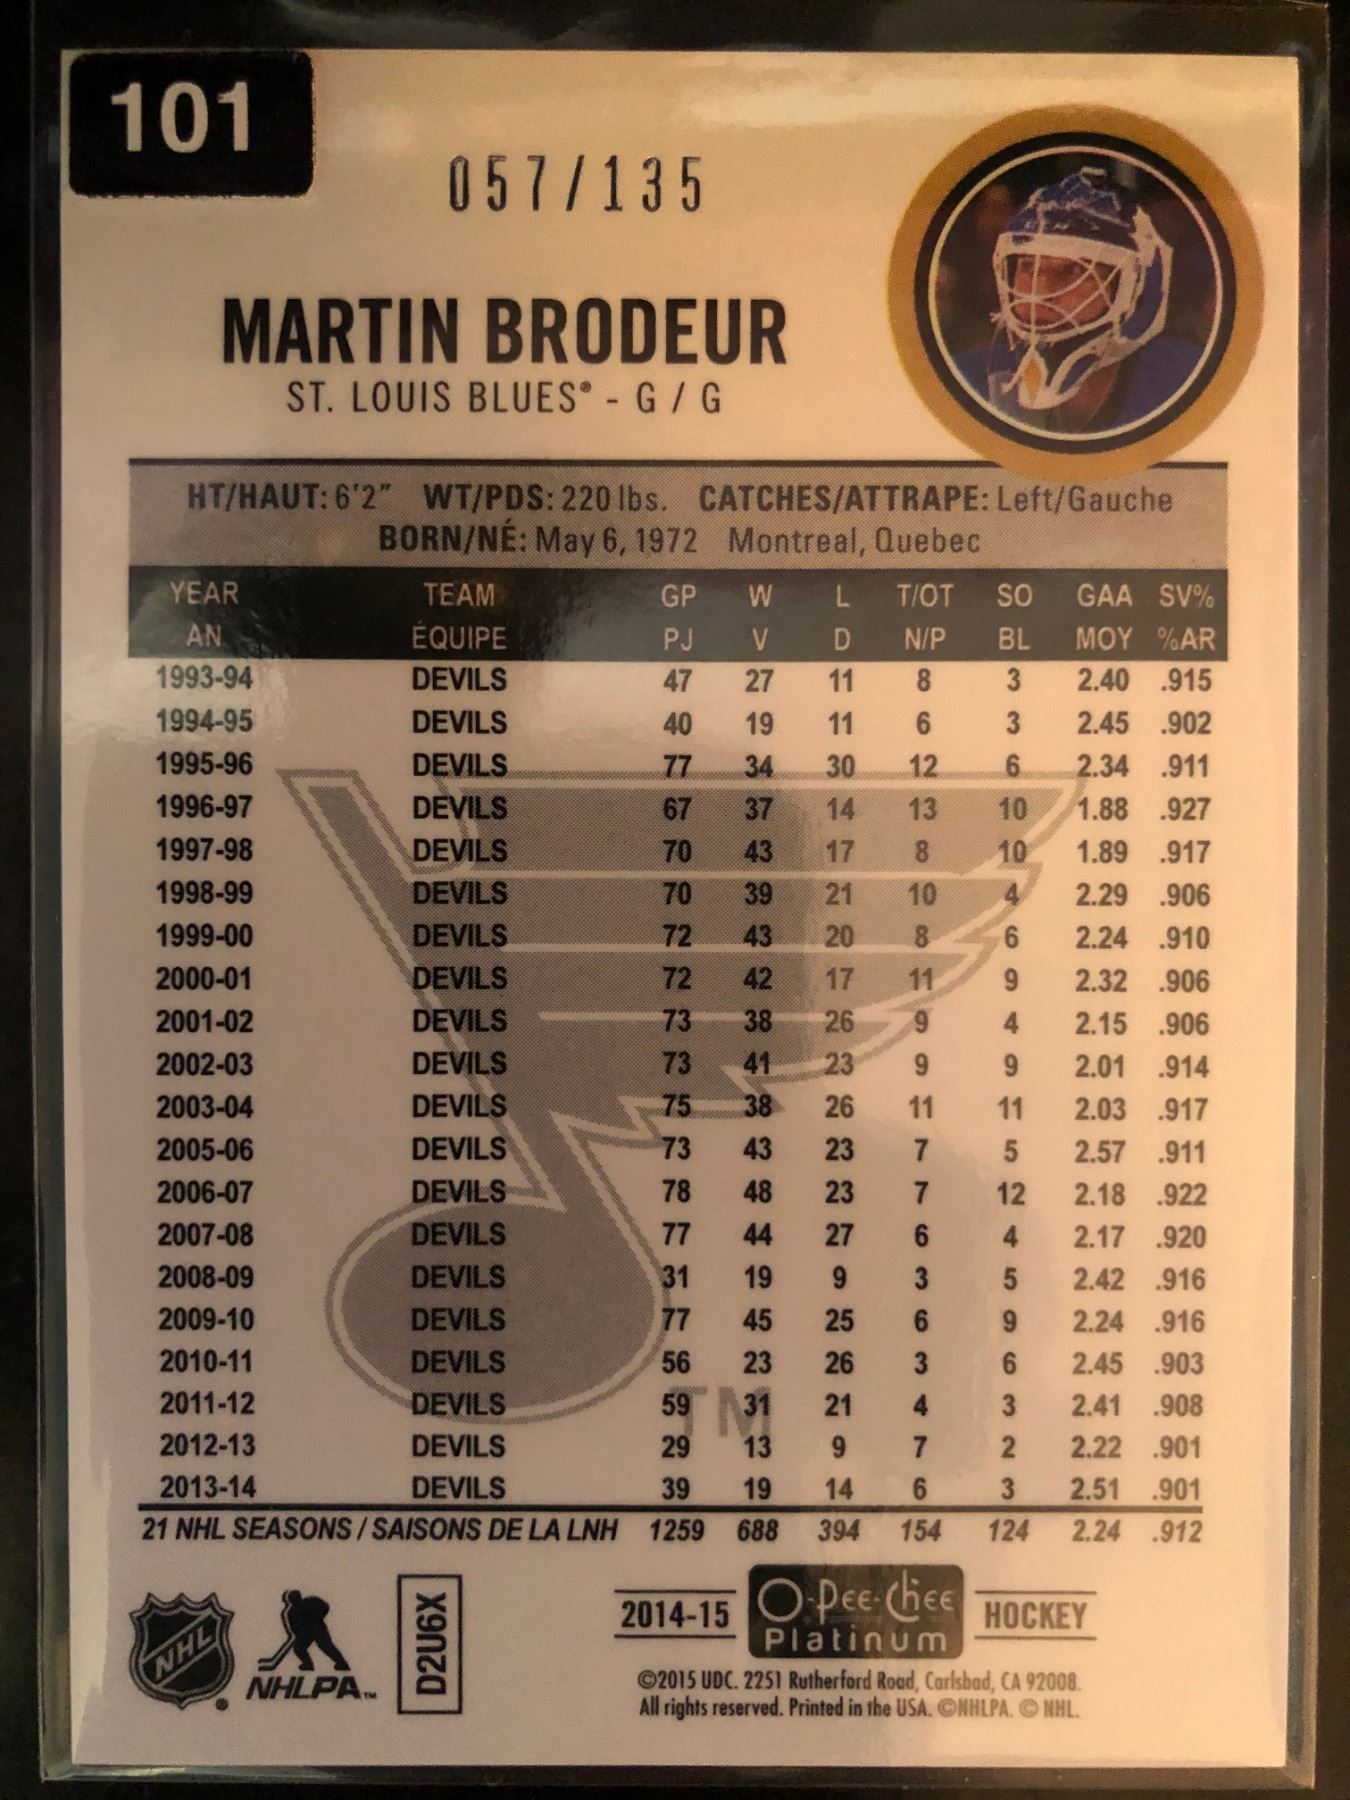 101
057/135
MARTIN BRODEUR
ST. LOUIS BLUES® - G / G
HT/HAUT: 6'2" WT/PDS: 220 lbs. CATCHES/ATTRAPE: Left/Gauche
BORN/NÉ: May 6, 1972 Montreal, Quebec
YEAR TEAM GP W L T/OT SO GAA SV%
AN ÉQUIPE PJ V D N/P BL MOY %AR
1993-94 DEVILS 47 27 11 8 3 2.40 .915
1994-95 DEVILS 40 19 11 6 3 2.45 .902
1995-96 DEVILS 77 34 30 12 6 2.34 .911
1996-97 DEVILS 67 37 14 13 10 1.88 .927
1997-98 DEVILS 70 43 17 8 10 1.89 .917
1998-99 DEVILS 70 39 21 10 4 2.29 .906
1999-00 DEVILS 72 43 20 8 6 2.24 .910
2000-01 DEVILS 72 42 17 11 9 2.32 .906
2001-02 DEVILS 73 38 26 9 4 2.15 .906
2002-03 DEVILS 73 41 23 9 9 2.01 .914
2003-04 DEVILS 75 38 26 11 11 2.03 .917
2005-06 DEVILS 73 43 23 7 5 2.57 .911
2006-07 DEVILS 78 48 23 7 12 2.18 .922
2007-08 DEVILS 77 44 27 6 4 2.17 .920
2008-09 DEVILS 31 19 9 3 5 2.42 .916
2009-10 DEVILS 77 45 25 6 9 2.24 .916
2010-11 DEVILS 56 23 26 3 6 2.45 .903
2011-12 DEVILS 59 31 21 4 3 2.41 .908
TM
2012-13 DEVILS 29 13 9 7 2 2.22 .901
2013-14 DEVILS 39 19 14 6 3 2.51 .901
21 NHL SEASONS / SAISONS DE LA LNH 1259 688 394 154 124 2.24 .912
NHL®
NHLPA™
D2U6X
2014-15 O-Pee-Chee Platinum HOCKEY
©2015 UDC. 2251 Rutherford Road, Carlsbad, CA 92008.
All rights reserved. Printed in the USA. ©NHLPA. © NHL.